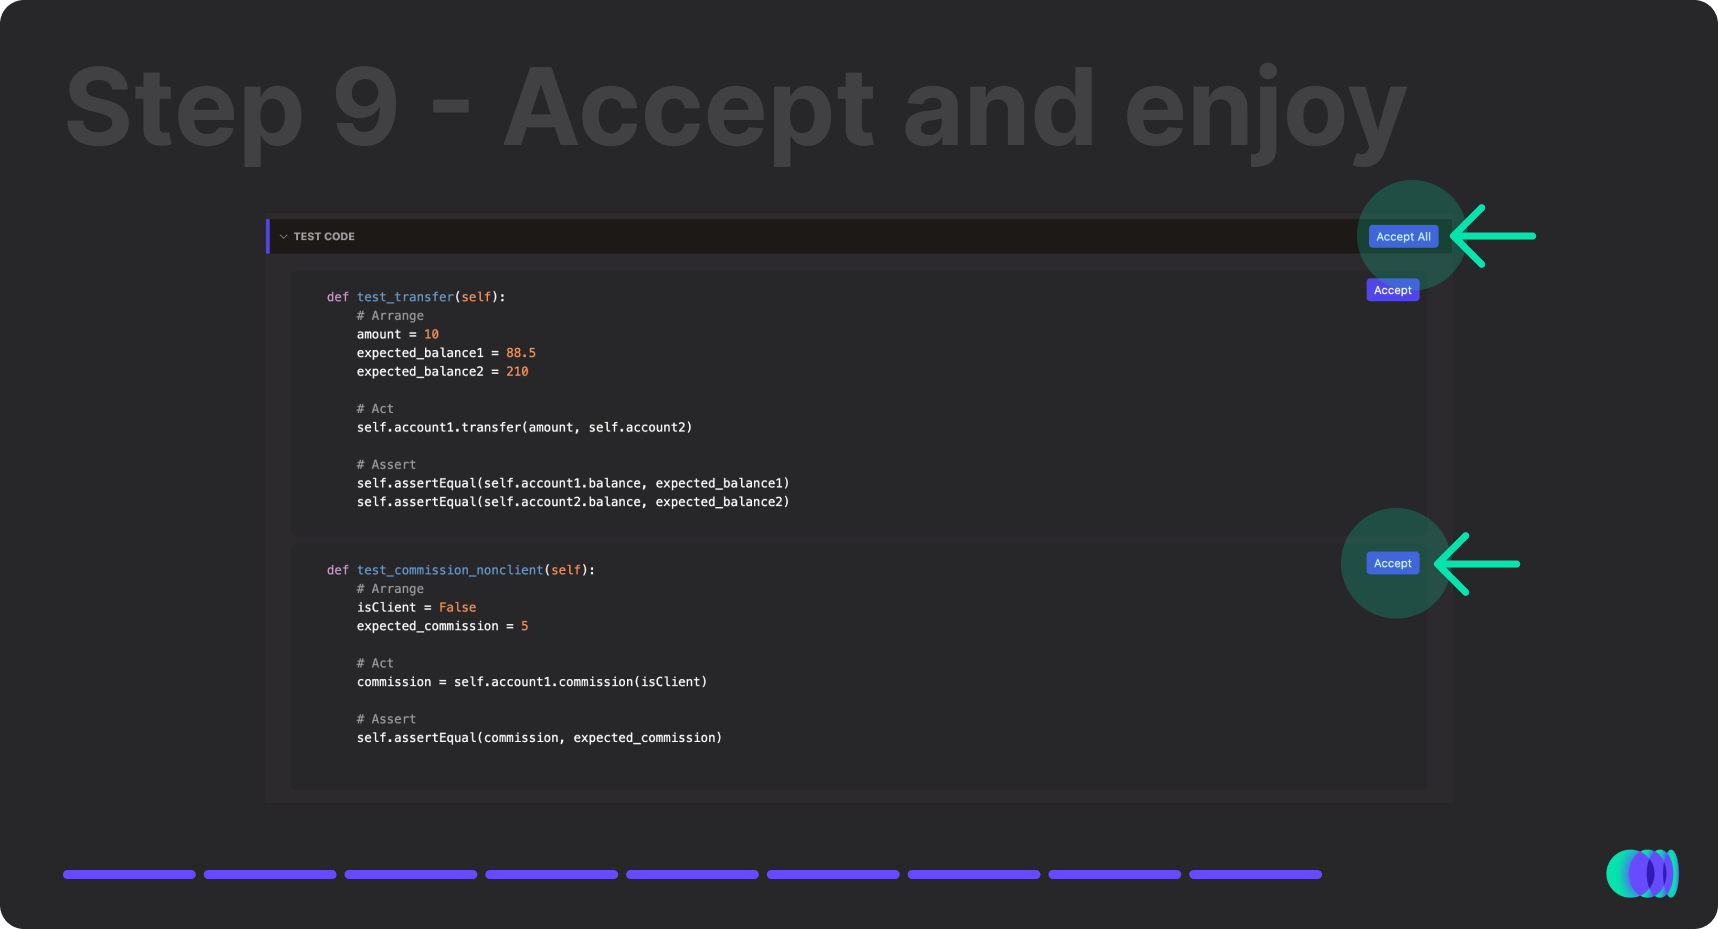 Step 9 - Accept and enjoy
TEST CODE
Accept All
Accept
def test_transfer(self):
# Arrange
amount = 10
expected_balance1 = 88.5
expected_balance2 = 210
# Act
self.account1.transfer(amount, self.account2)
# Assert
self.assertEqual(self.account1.balance, expected_balance1)
self.assertEqual(self.account2.balance, expected_balance2)
Accept
def test_commission_nonclient(self):
# Arrange
isClient = False
expected_commission = 5
# Act
commission = self.account1.commission(isClient)
# Assert
self.assertEqual(commission, expected_commission)